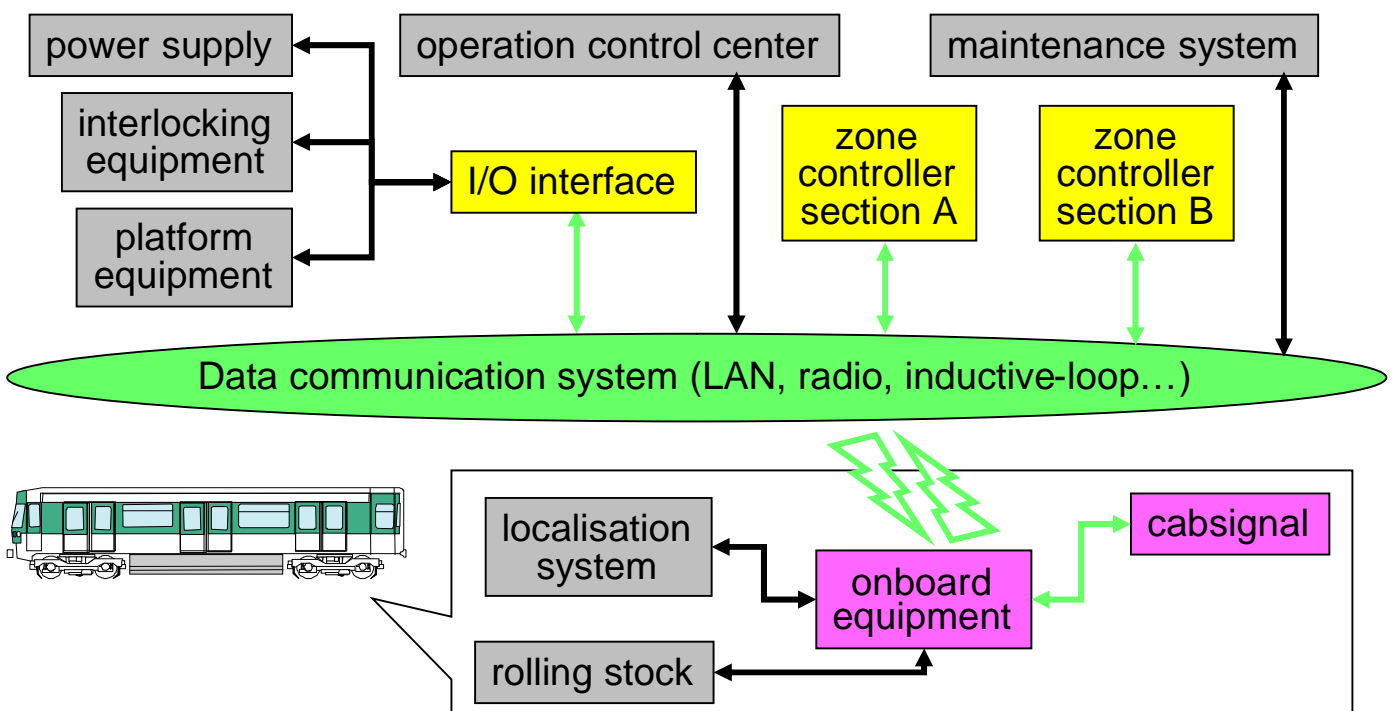 power supply
operation control center
maintenance system
interlocking
equipment
zone
controller
section A
zone
controller
section B
I/O interface
platform
equipment
Data communication system (LAN, radio, inductive-loop…)
localisation
system
cabsignal
onboard
equipment
rolling stock